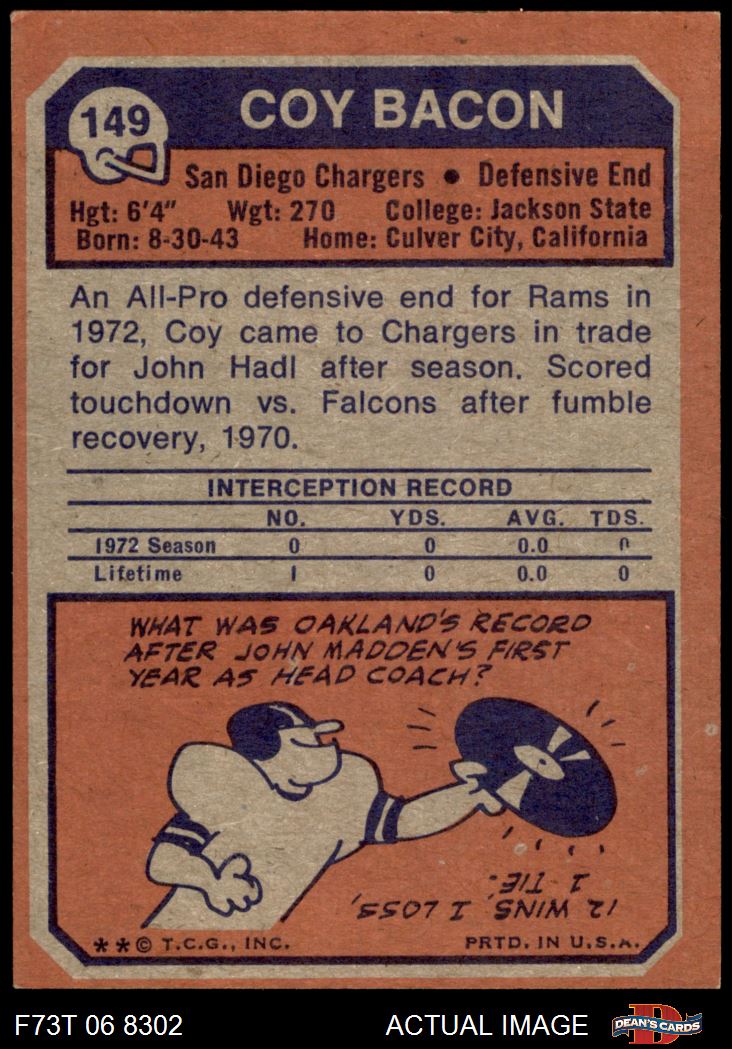 149
COY BACON
San Diego Chargers • Defensive End
Hgt: 6'4" Wgt: 270 College: Jackson State
Born: 8-30-43 Home: Culver City, California
An All-Pro defensive end for Rams in
1972, Coy came to Chargers in trade
for John Hadl after season. Scored
touchdown vs. Falcons after fumble
recovery, 1970.
INTERCEPTION RECORD
NO. YDS. AVG. TDS.
1972 Season 0 0 0.0 0
Lifetime 1 0 0.0 0
WHAT WAS OAKLAND'S RECORD
AFTER JOHN MADDEN'S FIRST
YEAR AS HEAD COACH?
12 WINS, 1 LOSS,
1 TIE.
**© T.C.G., INC. PRTD. IN U.S.A.
F73T 06 8302 ACTUAL IMAGE D DEAN'S CARDS